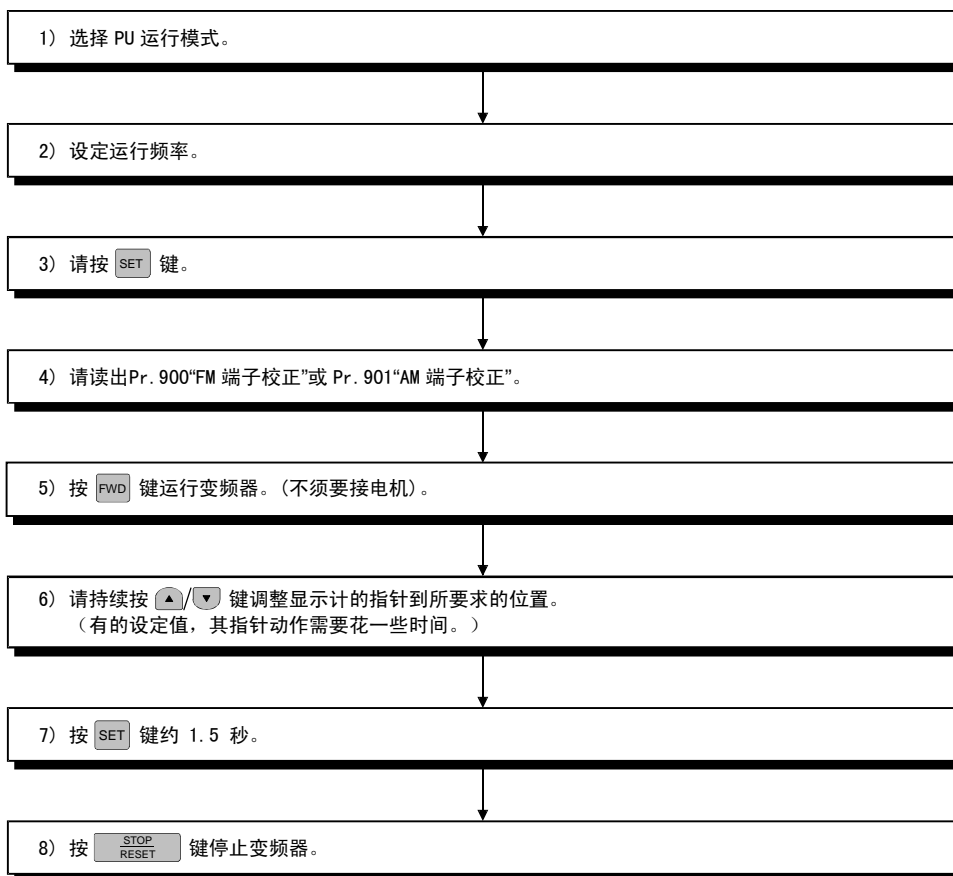 1) 选择 PU 运行模式。
2) 设定运行频率。
3) 请按 SET 键。
4) 请读出Pr.900“FM 端子校正”或 Pr.901“AM 端子校正”。
5) 按 FWD 键运行变频器。(不须要接电机)。
6) 请持续按 ▲/▼ 键调整显示计的指针到所要求的位置。
（有的设定值，其指针动作需要花一些时间。）
7) 按 SET 键约 1.5 秒。
8) 按 STOP RESET 键停止变频器。